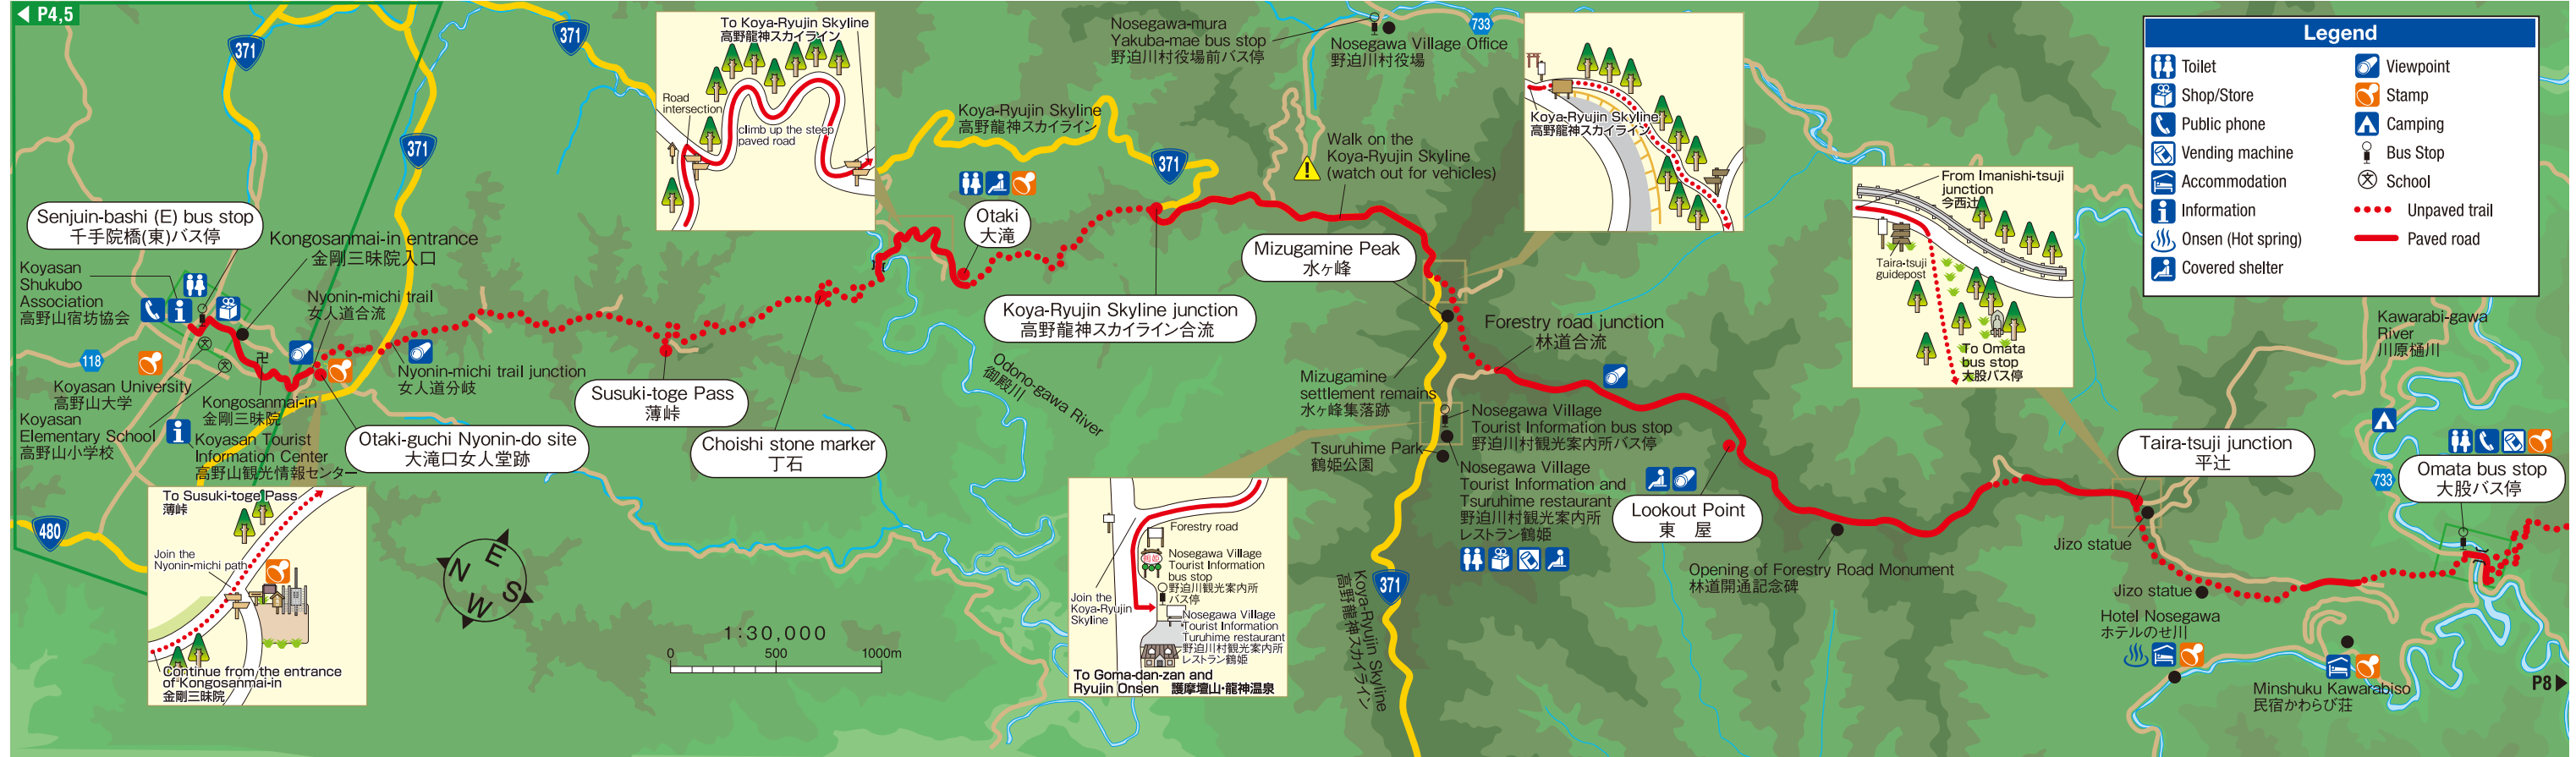 ◀ P4,5
371
371
371
Senjuin-bashi (E) bus stop
千手院橋(東)バス停
Koyasan
Shukubo
Association
高野山宿坊協会
Kongosanmai-in entrance
金剛三昧院入口
Nyonin-michi trail
女人道合流
118
Koyasan University
高野山大学
Koyasan
Elementary School
高野山小学校
Kongosanmai-in
金剛三昧院
Koyasan Tourist
Information Center
高野山観光情報センター
Nyonin-michi trail junction
女人道分岐
Otaki-guchi Nyonin-do site
大滝口女人堂跡
480
To Susuki-toge Pass
薄峠
Join the
Nyonin-michi path
Continue from the entrance
of Kongosanmai-in
金剛三昧院
N
E
S
W
Susuki-toge Pass
薄峠
Choishi stone marker
丁石
1:30,000
0
500
1000m
To Koya-Ryujin Skyline
高野龍神スカイライン
Road
intersection
climb up the steep
paved road
Koya-Ryujin Skyline
高野龍神スカイライン
Otaki
大滝
371
Koya-Ryujin Skyline junction
高野龍神スカイライン合流
Odono-gawa River
御殿川
Nosegawa-mura
Yakuba-mae bus stop
野迫川村役場前バス停
733
Nosegawa Village Office
野迫川村役場
Walk on the
Koya-Ryujin Skyline
(watch out for vehicles)
Mizugamine Peak
水ヶ峰
Koya-Ryujin Skyline
高野龍神スカイライン
Forestry road junction
林道合流
Mizugamine
settlement remains
水ヶ峰集落跡
Tsuruhime Park
鶴姫公園
Nosegawa Village
Tourist Information bus stop
野迫川村観光案内所バス停
Nosegawa Village
Tourist Information and
Tsuruhime restaurant
野迫川村観光案内所
レストラン鶴姫
Forestry road
Nosegawa Village
Tourist Information
bus stop
野迫川観光案内所
バス停
Join the
Koya-Ryujin
Skyline
Nosegawa Village
Tourist Information
Turuhime restaurant
野迫川村観光案内所
レストラン鶴姫
To Goma-dan-zan and
Ryujin Onsen 護摩壇山・龍神温泉
371
Koya-Ryujin Skyline
高野龍神スカイライン
Lookout Point
東 屋
Opening of Forestry Road Monument
林道開通記念碑
From Imanishi-tsuji
junction
今西辻
Taira-tsuji
guidepost
To Omata
bus stop
大股バス停
Taira-tsuji junction
平辻
Jizo statue
Jizo statue
Hotel Nosegawa
ホテルのせ川
Minshuku Kawarabiso
民宿かわらび荘
Kawarabi-gawa
River
川原樋川
733
Omata bus stop
大股バス停
P8 ▶
Legend
Toilet
Shop/Store
Public phone
Vending machine
Accommodation
Information
Onsen (Hot spring)
Covered shelter
Viewpoint
Stamp
Camping
Bus Stop
School
Unpaved trail
Paved road